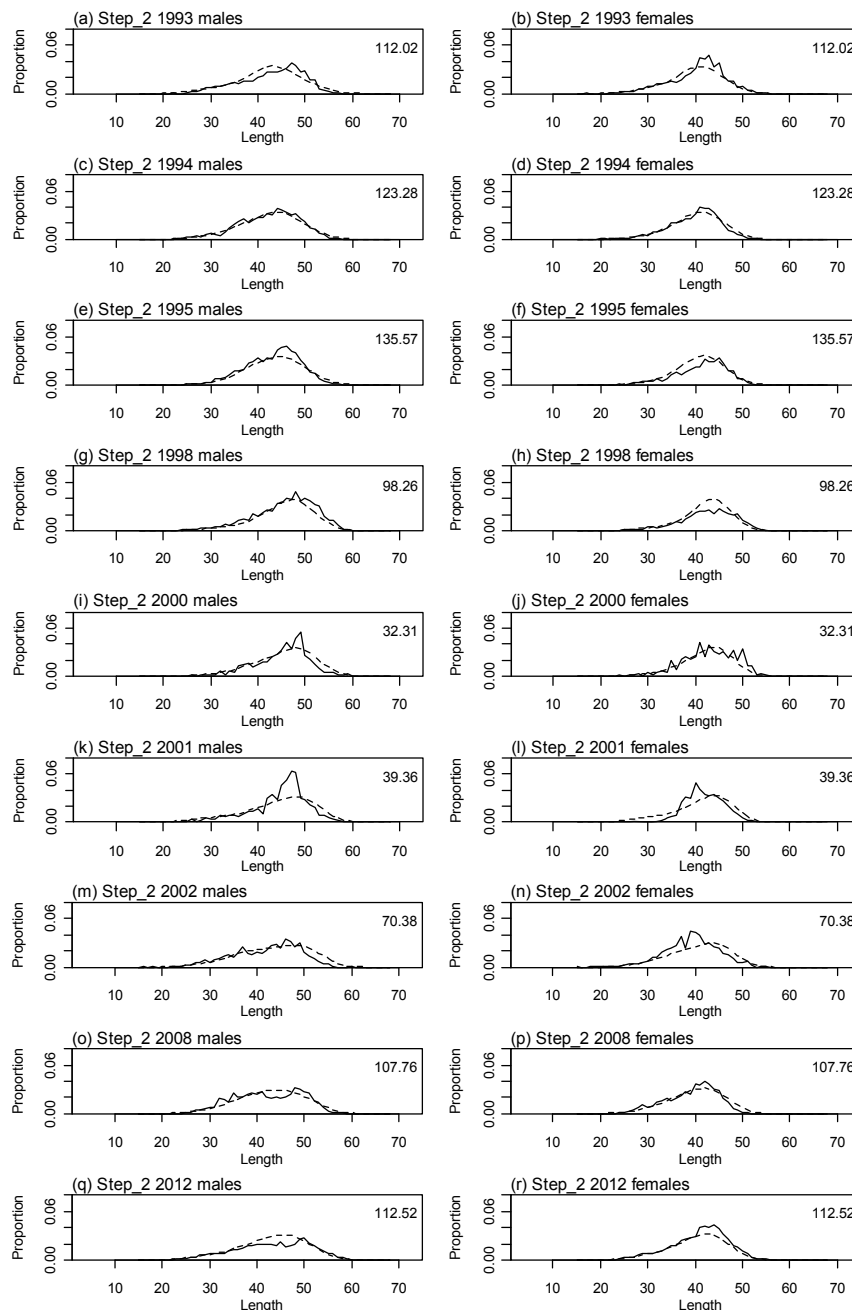 (a) Step_2 1993 males
Proportion
0.00 0.06
112.02
10 20 30 40 50 60 70
Length
(b) Step_2 1993 females
Proportion
0.00 0.06
112.02
10 20 30 40 50 60 70
Length
(c) Step_2 1994 males
Proportion
0.00 0.06
123.28
10 20 30 40 50 60 70
Length
(d) Step_2 1994 females
Proportion
0.00 0.06
123.28
10 20 30 40 50 60 70
Length
(e) Step_2 1995 males
Proportion
0.00 0.06
135.57
10 20 30 40 50 60 70
Length
(f) Step_2 1995 females
Proportion
0.00 0.06
135.57
10 20 30 40 50 60 70
Length
(g) Step_2 1998 males
Proportion
0.00 0.06
98.26
10 20 30 40 50 60 70
Length
(h) Step_2 1998 females
Proportion
0.00 0.06
98.26
10 20 30 40 50 60 70
Length
(i) Step_2 2000 males
Proportion
0.00 0.06
32.31
10 20 30 40 50 60 70
Length
(j) Step_2 2000 females
Proportion
0.00 0.06
32.31
10 20 30 40 50 60 70
Length
(k) Step_2 2001 males
Proportion
0.00 0.06
39.36
10 20 30 40 50 60 70
Length
(l) Step_2 2001 females
Proportion
0.00 0.06
39.36
10 20 30 40 50 60 70
Length
(m) Step_2 2002 males
Proportion
0.00 0.06
70.38
10 20 30 40 50 60 70
Length
(n) Step_2 2002 females
Proportion
0.00 0.06
70.38
10 20 30 40 50 60 70
Length
(o) Step_2 2008 males
Proportion
0.00 0.06
107.76
10 20 30 40 50 60 70
Length
(p) Step_2 2008 females
Proportion
0.00 0.06
107.76
10 20 30 40 50 60 70
Length
(q) Step_2 2012 males
Proportion
0.00 0.06
112.52
10 20 30 40 50 60 70
Length
(r) Step_2 2012 females
Proportion
0.00 0.06
112.52
10 20 30 40 50 60 70
Length